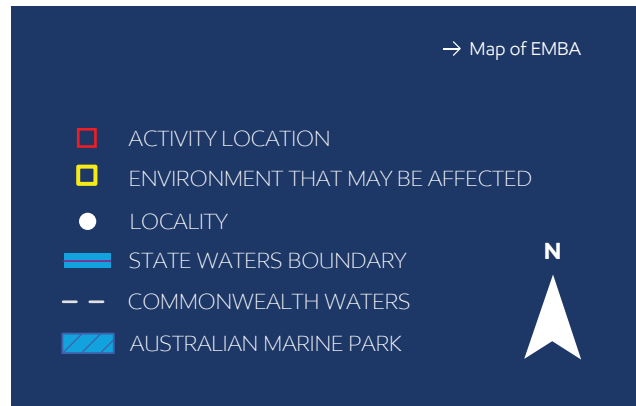 → Map of EMBA
ACTIVITY LOCATION
ENVIRONMENT THAT MAY BE AFFECTED
LOCALITY
STATE WATERS BOUNDARY
N
COMMONWEALTH WATERS
AUSTRALIAN MARINE PARK